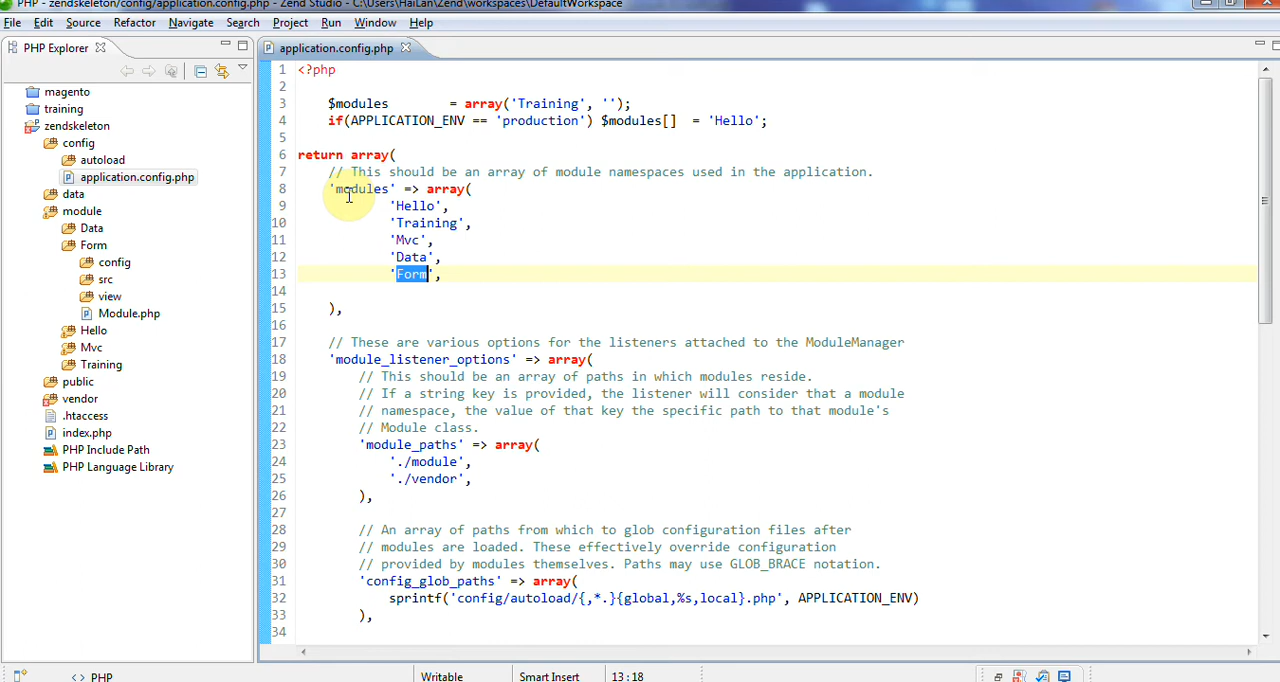 PHP - zendskeleton/config/application.config.php - Zend Studio - C:\Users\HaiLan\Zend\workspaces\DefaultWorkspace
File Edit Source Refactor Navigate Search Project Run Window Help
PHP Explorer
magento
training
zendskeleton
config
autoload
application.config.php
data
module
Data
Form
config
src
view
Module.php
Hello
Mvc
Training
public
vendor
.htaccess
index.php
PHP Include Path
PHP Language Library
application.config.php
1 <?php
2
3 $modules = array('Training', '');
4 if(APPLICATION_ENV == 'production') $modules[] = 'Hello';
5
6 return array(
7 // This should be an array of module namespaces used in the application.
8 'modules' => array(
9 'Hello',
10 'Training',
11 'Mvc',
12 'Data',
13 'Form',
14
15 ),
16
17 // These are various options for the listeners attached to the ModuleManager
18 'module_listener_options' => array(
19 // This should be an array of paths in which modules reside.
20 // If a string key is provided, the listener will consider that a module
21 // namespace, the value of that key the specific path to that module's
22 // Module class.
23 'module_paths' => array(
24 './module',
25 './vendor',
26 ),
27
28 // An array of paths from which to glob configuration files after
29 // modules are loaded. These effectively override configuration
30 // provided by modules themselves. Paths may use GLOB_BRACE notation.
31 'config_glob_paths' => array(
32 sprintf('config/autoload/{,*.}{global,%s,local}.php', APPLICATION_ENV)
33 ),
34
<> PHP
Writable
Smart Insert
13:18